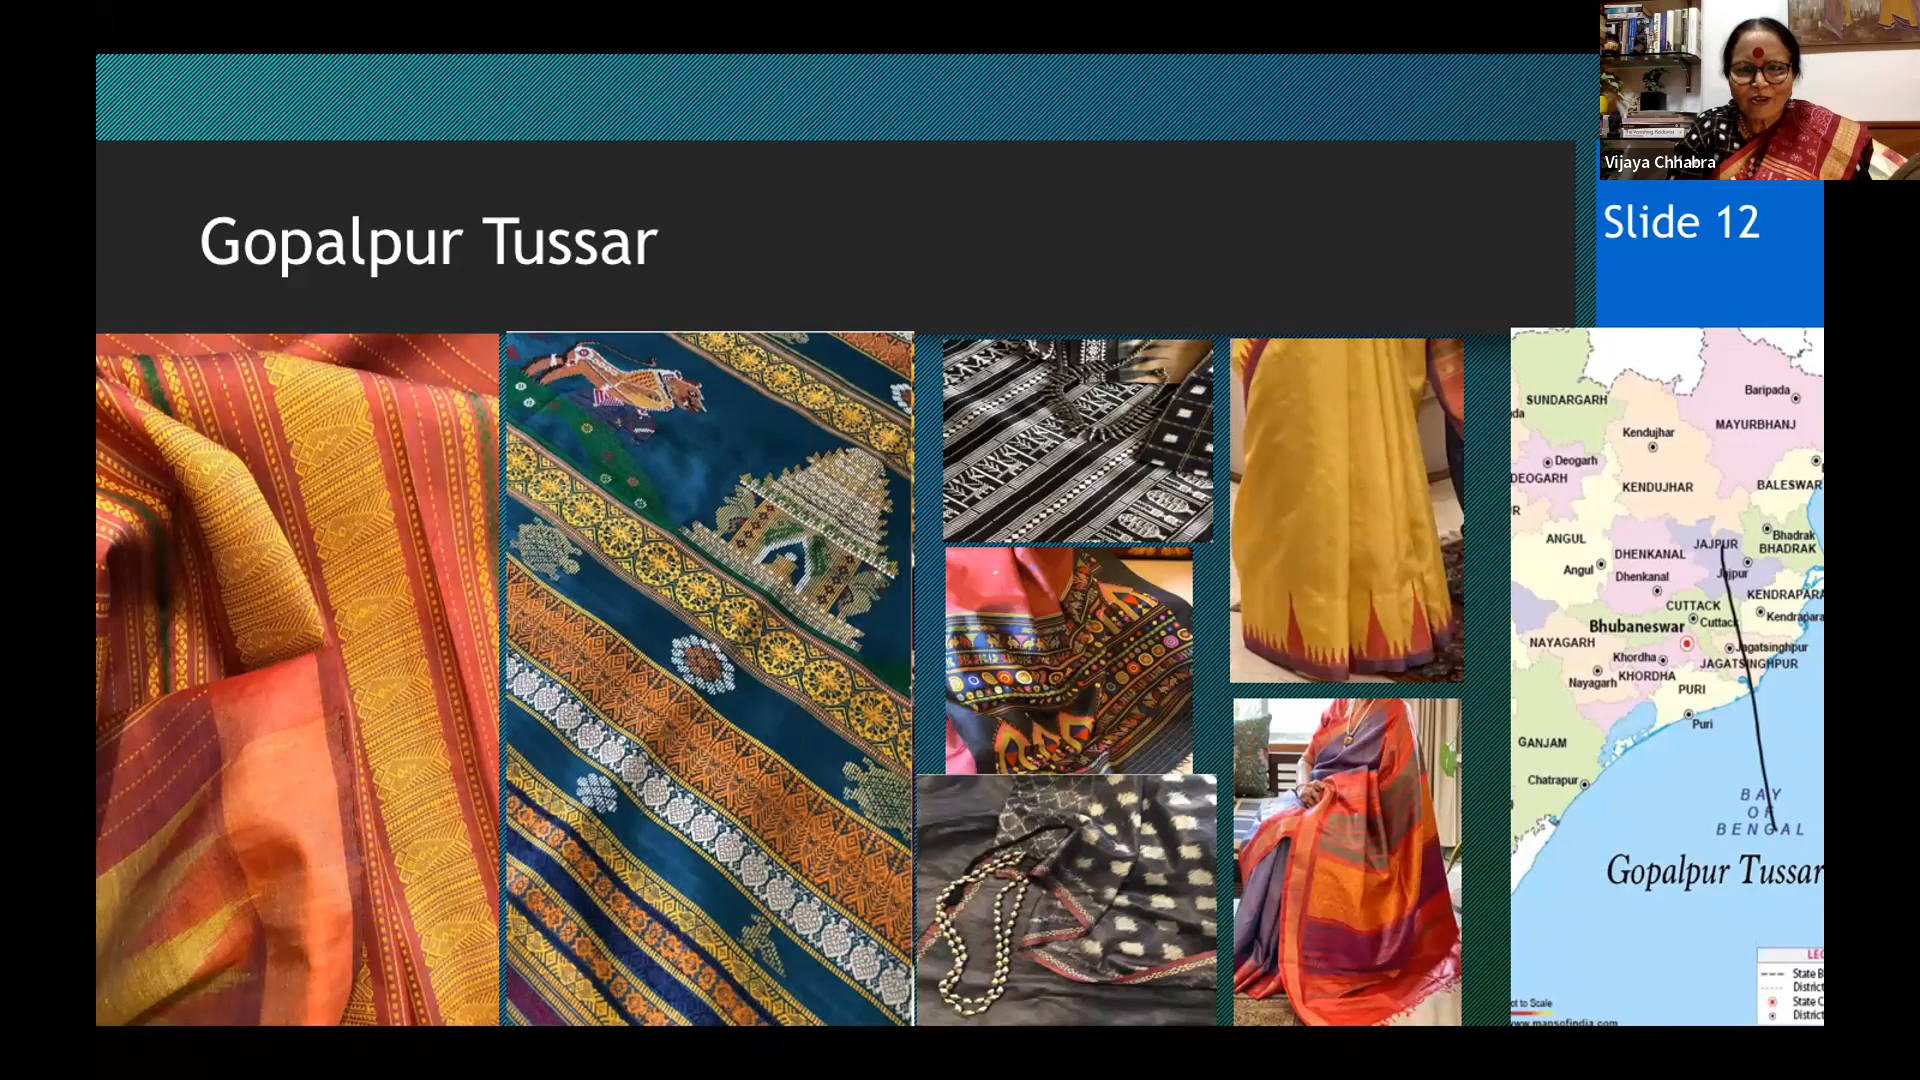 Vijaya Chhabra
Slide 12
Gopalpur Tussar
Baripada
SUNDARGARH
MAYURBHANJ
Kendujhar
Deogarh
DEOGARH
KENDUJHAR
BALESWAR
Bhadrak
BHADRAK
ANGUL
JAJPUR
DHENKANAL
Angul
Jajpur
Dhenkanal
KENDRAPARA
CUTTACK
Kendrapara
Bhubaneswar
Cuttack
NAYAGARH
Jagatsinghpur
Khordha
JAGATSINGHPUR
KHORDHA
Nayagarh
PURI
Puri
GANJAM
Chatrapur
BAY
OF
BENGAL
Gopalpur Tussar
State
District
State
District
to Scale
www.mapsofindia.com